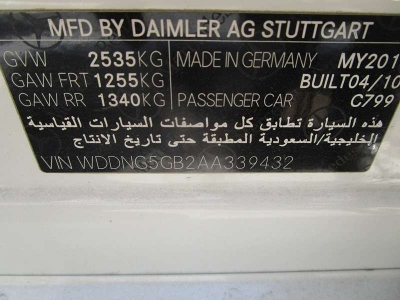 MFD BY DAIMLER AG STUTTGART
GVW 2535KG MADE IN GERMANY MY201
GAW FRT 1255KG BUILT04/10
GAW RR 1340KG PASSENGER CAR C799
هذه السيارة تطابق كل مواصفات السيارات القياسية
الخليجية/السعودية المطبقة حتى تاريخ الانتاج
VIN WDDNG5GB2AA339432